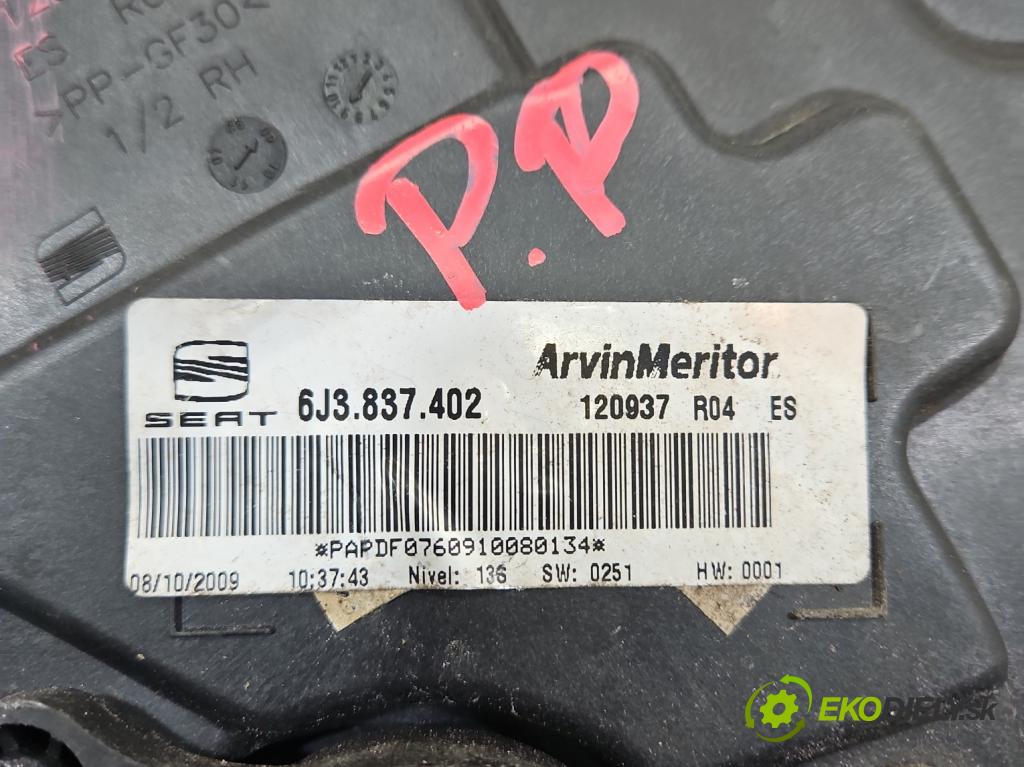 ES
PP-GF30<
1/2 RH
P.P
SEAT
6J3.837.402
ArvinMeritor
120937 R04 ES
*PAPDF0760910080134*
08/10/2009 10:37:43 Nivel: 136 SW: 0251 HW: 0001
EKODIELY.sk